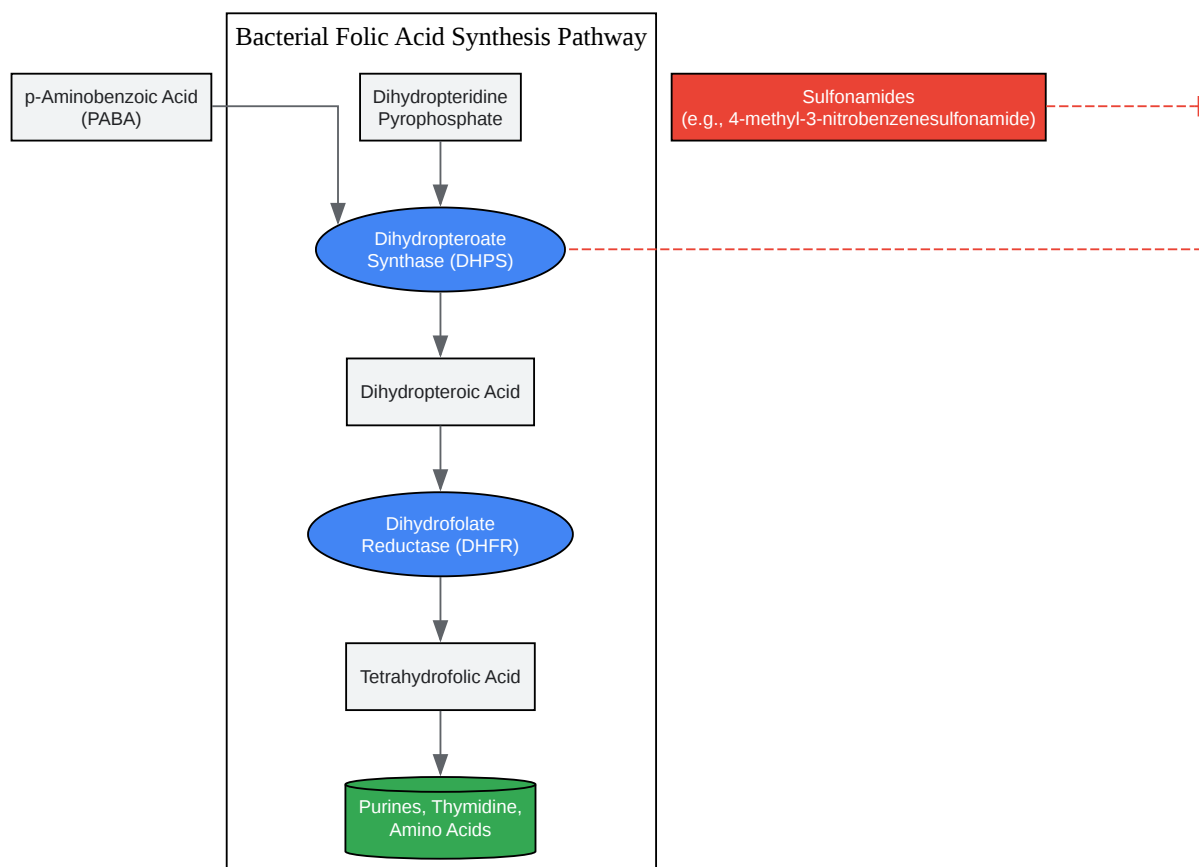 Bacterial Folic Acid Synthesis Pathway
p-Aminobenzoic Acid
(PABA)
Dihydropteridine
Pyrophosphate
Sulfonamides
(e.g., 4-methyl-3-nitrobenzenesulfonamide)
Dihydropteroate
Synthase (DHPS)
Dihydropteroic Acid
Dihydrofolate
Reductase (DHFR)
Tetrahydrofolic Acid
Purines, Thymidine,
Amino Acids